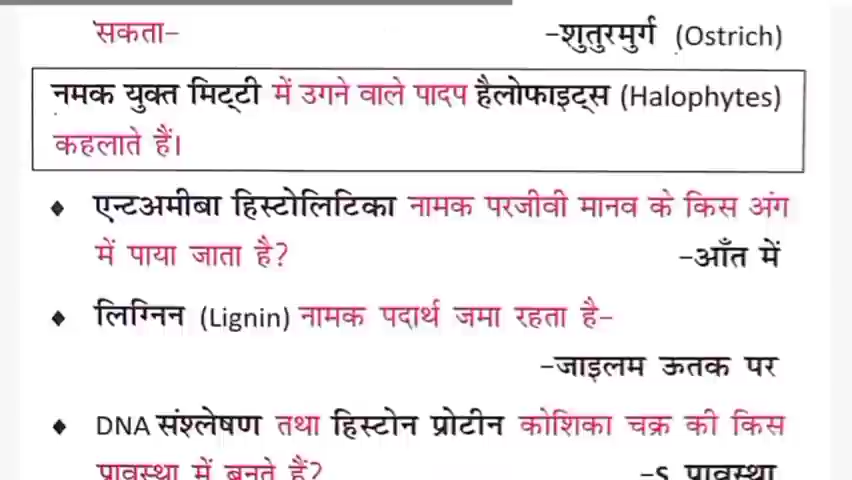 सकता– –शुतुरमुर्ग (Ostrich)
नमक युक्त मिट्टी में उगने वाले पादप हैलोफाइट्स (Halophytes)
कहलाते हैं।
♦ एन्टअमीबा हिस्टोलिटिका नामक परजीवी मानव के किस अंग
में पाया जाता है? –आँत में
♦ लिग्निन (Lignin) नामक पदार्थ जमा रहता है–
–जाइलम ऊतक पर
♦ DNA संश्लेषण तथा हिस्टोन प्रोटीन कोशिका चक्र की किस
प्रावस्था में बनते हैं? –S प्रावस्था